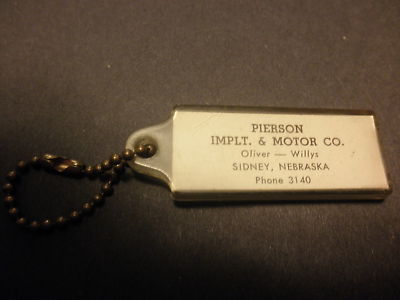 PIERSON
IMPLT. & MOTOR CO.
Oliver — Willys
SIDNEY, NEBRASKA
Phone 3140